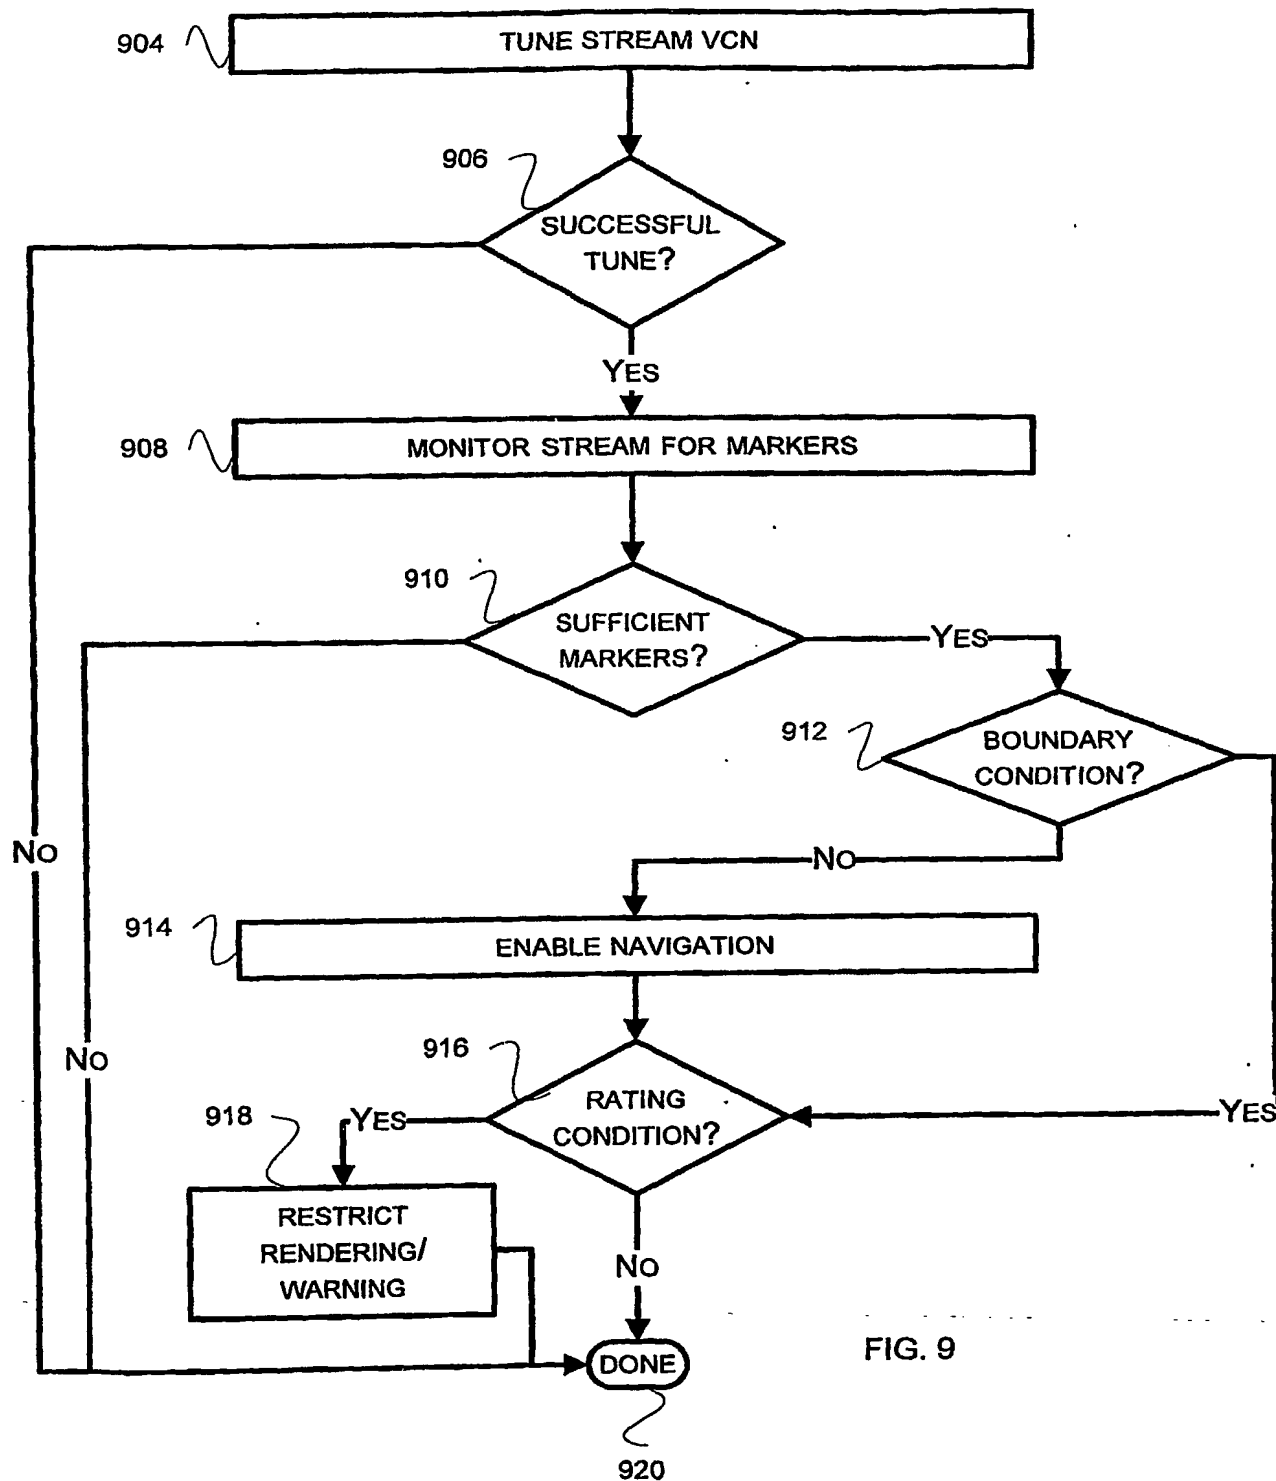 904
TUNE STREAM VCN
906
SUCCESSFUL
TUNE?
YES
908
MONITOR STREAM FOR MARKERS
910
SUFFICIENT
MARKERS?
YES
912
BOUNDARY
CONDITION?
NO
NO
914
ENABLE NAVIGATION
NO
916
RATING
CONDITION?
YES
YES
918
RESTRICT
RENDERING/
WARNING
NO
DONE
FIG. 9
920